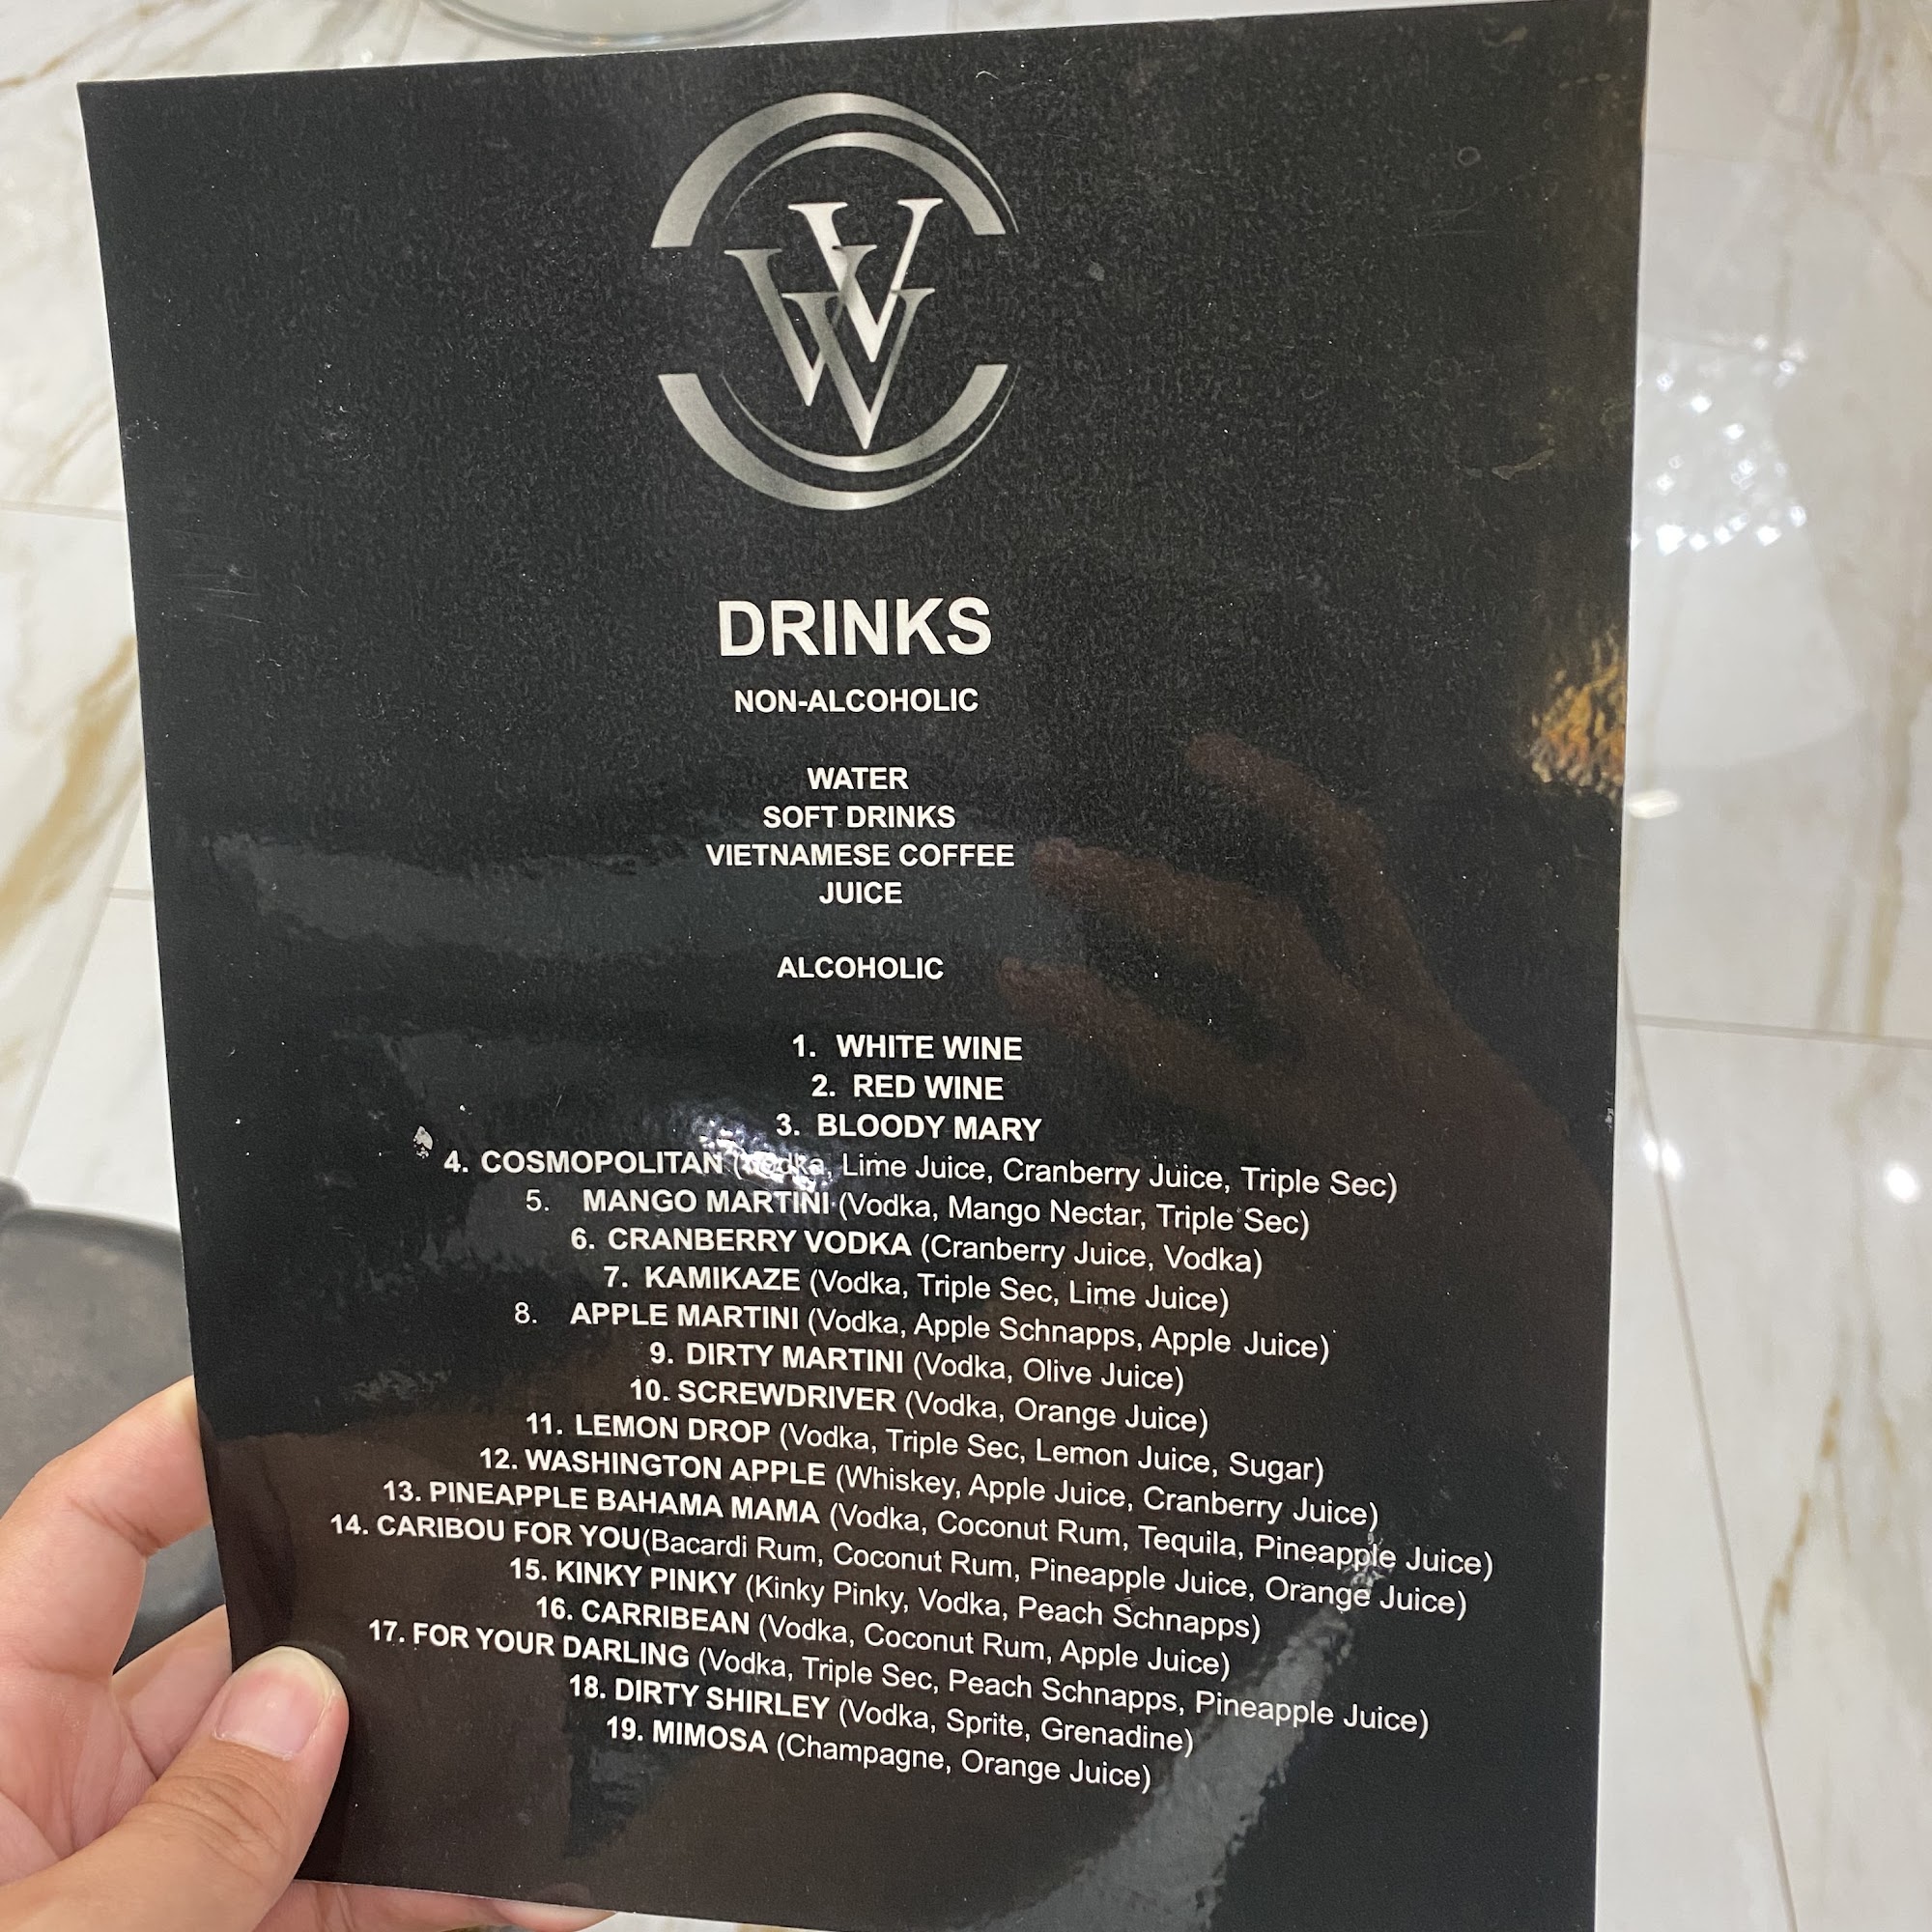 VVV
DRINKS
NON-ALCOHOLIC
WATER
SOFT DRINKS
VIETNAMESE COFFEE
JUICE
ALCOHOLIC
1. WHITE WINE
2. RED WINE
3. BLOODY MARY
4. COSMOPOLITAN (Vodka, Lime Juice, Cranberry Juice, Triple Sec)
5. MANGO MARTINI (Vodka, Mango Nectar, Triple Sec)
6. CRANBERRY VODKA (Cranberry Juice, Vodka)
7. KAMIKAZE (Vodka, Triple Sec, Lime Juice)
8. APPLE MARTINI (Vodka, Apple Schnapps, Apple Juice)
9. DIRTY MARTINI (Vodka, Olive Juice)
10. SCREWDRIVER (Vodka, Orange Juice)
11. LEMON DROP (Vodka, Triple Sec, Lemon Juice, Sugar)
12. WASHINGTON APPLE (Whiskey, Apple Juice, Cranberry Juice)
13. PINEAPPLE BAHAMA MAMA (Vodka, Coconut Rum, Tequila, Pineapple Juice)
14. CARIBOU FOR YOU(Bacardi Rum, Coconut Rum, Pineapple Juice, Orange Juice)
15. KINKY PINKY (Kinky Pinky, Vodka, Peach Schnapps)
16. CARRIBEAN (Vodka, Coconut Rum, Apple Juice)
17. FOR YOUR DARLING (Vodka, Triple Sec, Peach Schnapps, Pineapple Juice)
18. DIRTY SHIRLEY (Vodka, Sprite, Grenadine)
19. MIMOSA (Champagne, Orange Juice)